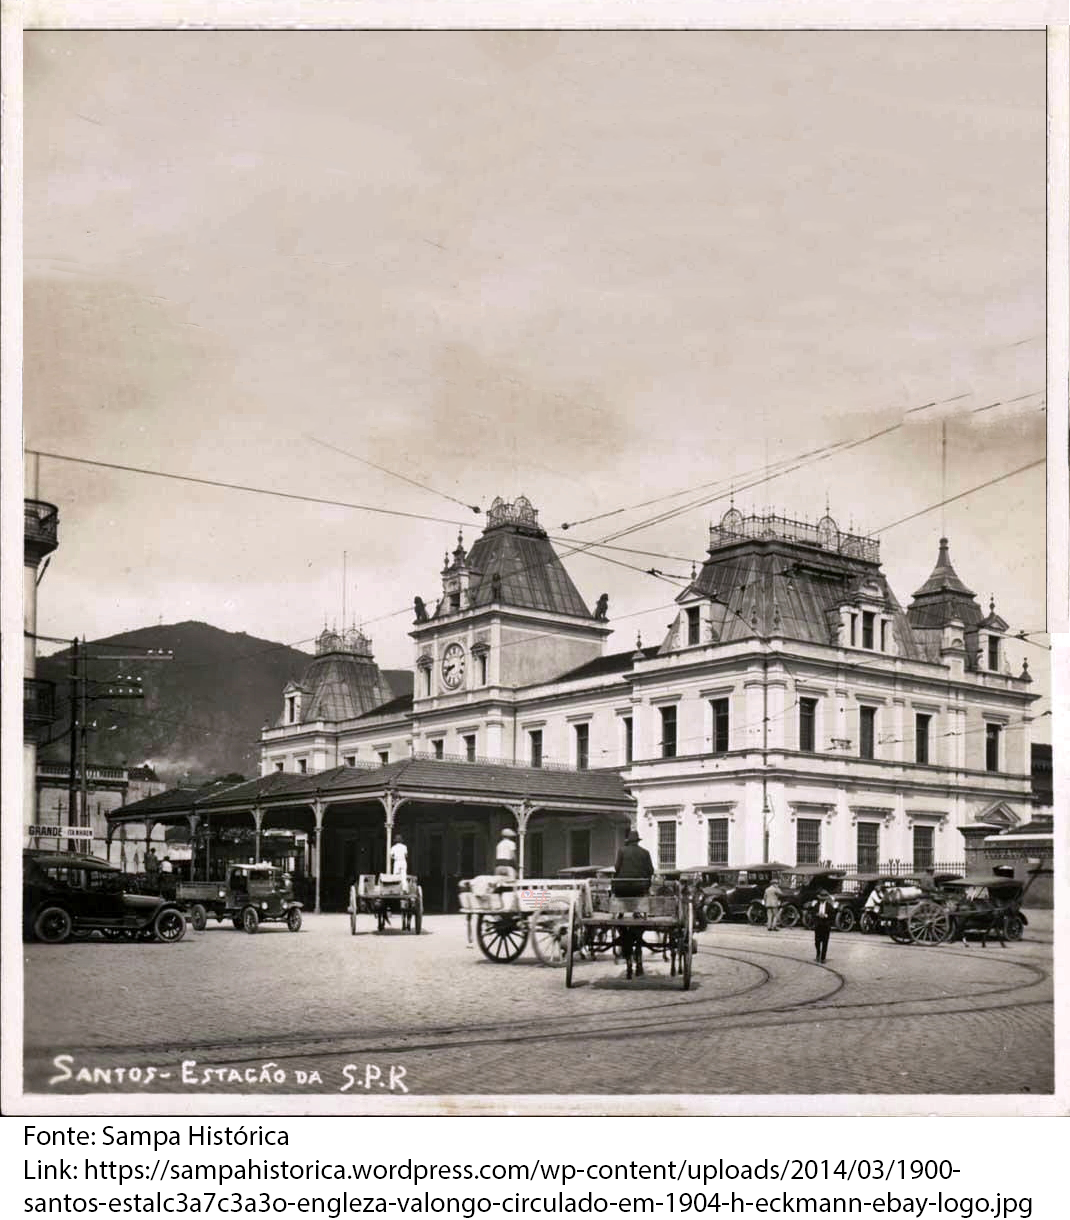 GRANDE
SANTOS - ESTAÇÃO DA S.P.R
Fonte: Sampa Histórica
Link: https://sampahistorica.wordpress.com/wp-content/uploads/2014/03/1900-
santos-estalc3a7c3a3o-engleza-valongo-circulado-em-1904-h-eckmann-ebay-logo.jpg